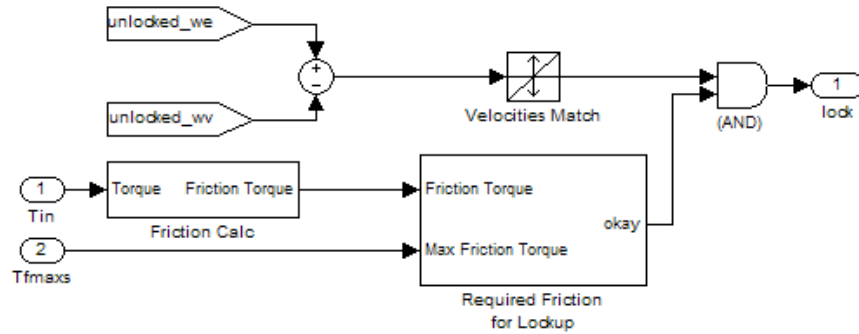 unlocked_we
+
−
unlocked_wv
Velocities Match
(AND)
1
lock
1
Tin
Torque
Friction Torque
Friction Calc
2
Tfmaxs
Friction Torque
Max Friction Torque
okay
Required Friction
for Lockup